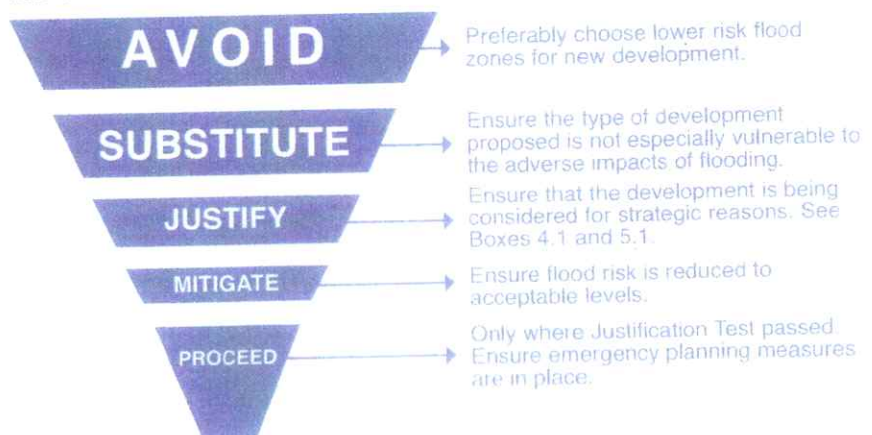 AVOID
Preferably choose lower risk flood
zones for new development.
SUBSTITUTE
Ensure the type of development
proposed is not especially vulnerable to
the adverse impacts of flooding.
JUSTIFY
Ensure that the development is being
considered for strategic reasons. See
Boxes 4.1 and 5.1.
MITIGATE
Ensure flood risk is reduced to
acceptable levels.
PROCEED
Only where Justification Test passed.
Ensure emergency planning measures
are in place.